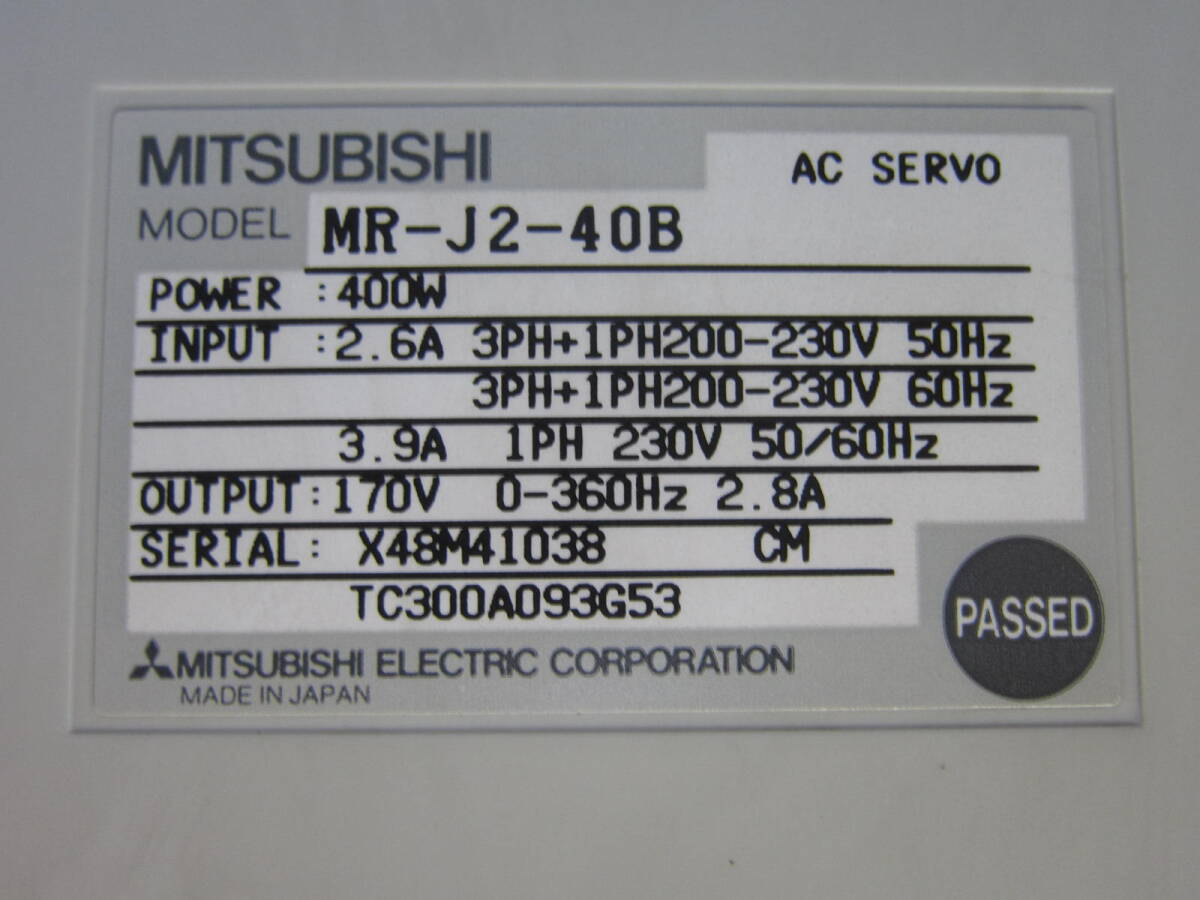 MITSUBISHI
AC SERVO
MODEL MR-J2-40B
POWER :400W
INPUT :2.6A 3PH+1PH200-230V 50Hz
3PH+1PH200-230V 60Hz
3.9A 1PH 230V 50/60Hz
OUTPUT:170V 0-360Hz 2.8A
SERIAL: X48M41038 CM
TC300A093G53
PASSED
MITSUBISHI ELECTRIC CORPORATION
MADE IN JAPAN